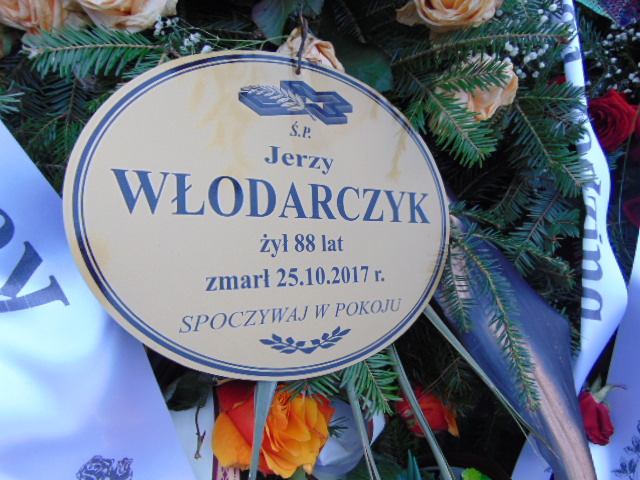 Ś.P.
Jerzy
WŁODARCZYK
żył 88 lat
zmarł 25.10.2017 r.
SPOCZYWAJ W POKOJU